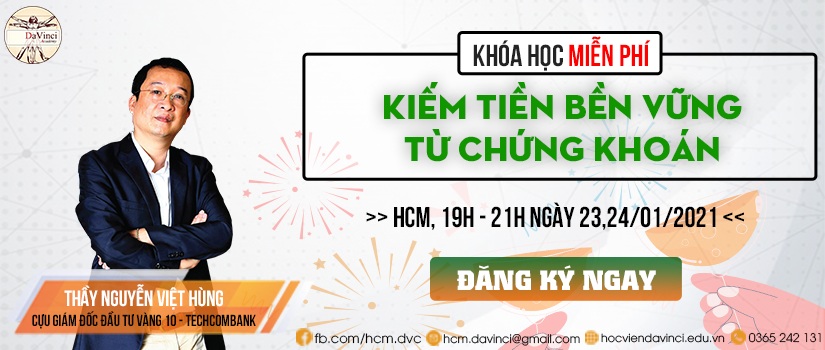 DaVinci
KHÓA HỌC MIỄN PHÍ
KIẾM TIỀN BỀN VỮNG
TỪ CHỨNG KHOÁN
>> HCM, 19H - 21H NGÀY 23,24/01/2021 <<
ĐĂNG KÝ NGAY
THẦY NGUYỄN VIỆT HÙNG
CỰU GIÁM ĐỐC ĐẦU TƯ VÀNG 10 - TECHCOMBANK
fb.com/hcm.dvc hcm.davinci@gmail.com hocviendavinci.edu.vn 0365 242 131